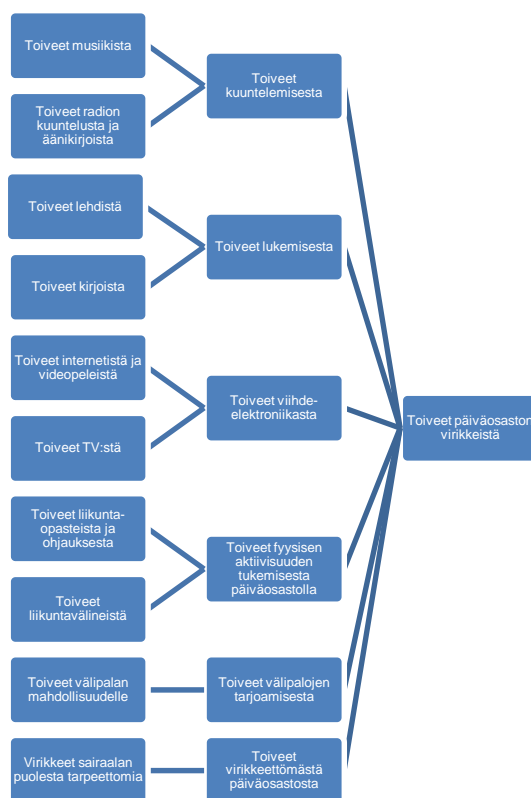 Toiveet musiikista
Toiveet radion
kuuntelusta ja
äänikirjoista
Toiveet
kuuntelemisesta
Toiveet lehdistä
Toiveet kirjoista
Toiveet lukemisesta
Toiveet internetistä ja
videopeleistä
Toiveet TV:stä
Toiveet viihde-
elektroniikasta
Toiveet liikunta-
opasteista ja
ohjauksesta
Toiveet
liikuntavälineistä
Toiveet fyysisen
aktiivisuuden
tukemisesta
päiväosastolla
Toiveet välipalan
mahdollisuudelle
Toiveet välipalojen
tarjoamisesta
Virikkeet sairaalan
puolesta tarpeettomia
Toiveet
virikkeettömästä
päiväosastosta
Toiveet päiväosaston
virikkeistä